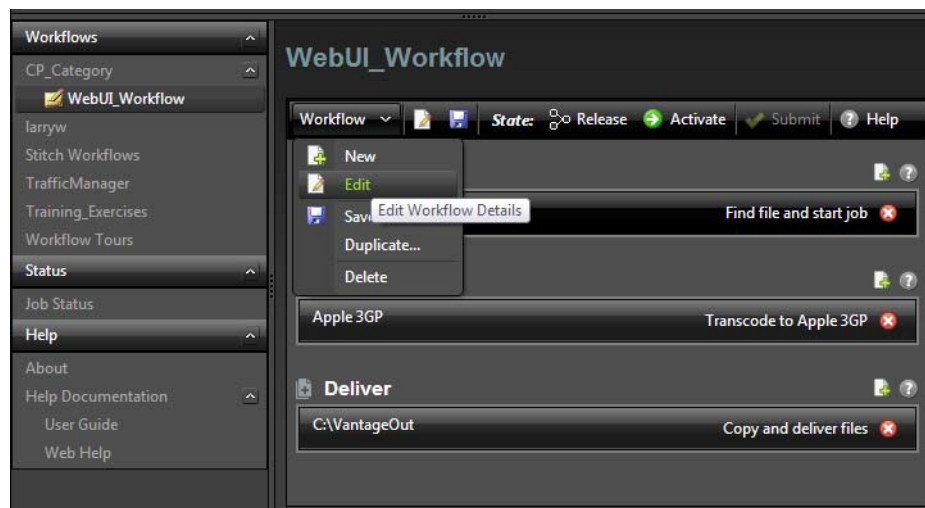 Workflows
CP_Category
WebUI_Workflow
larryw
Stitch Workflows
TrafficManager
Training_Exercises
Workflow Tours
Status
Job Status
Help
About
Help Documentation
User Guide
Web Help
WebUI_Workflow
Workflow State: Release Activate Submit Help
New
Edit
Edit Workflow Details
Sav
Duplicate...
Delete
Find file and start job
Apple 3GP Transcode to Apple 3GP
Deliver
C:\VantageOut Copy and deliver files